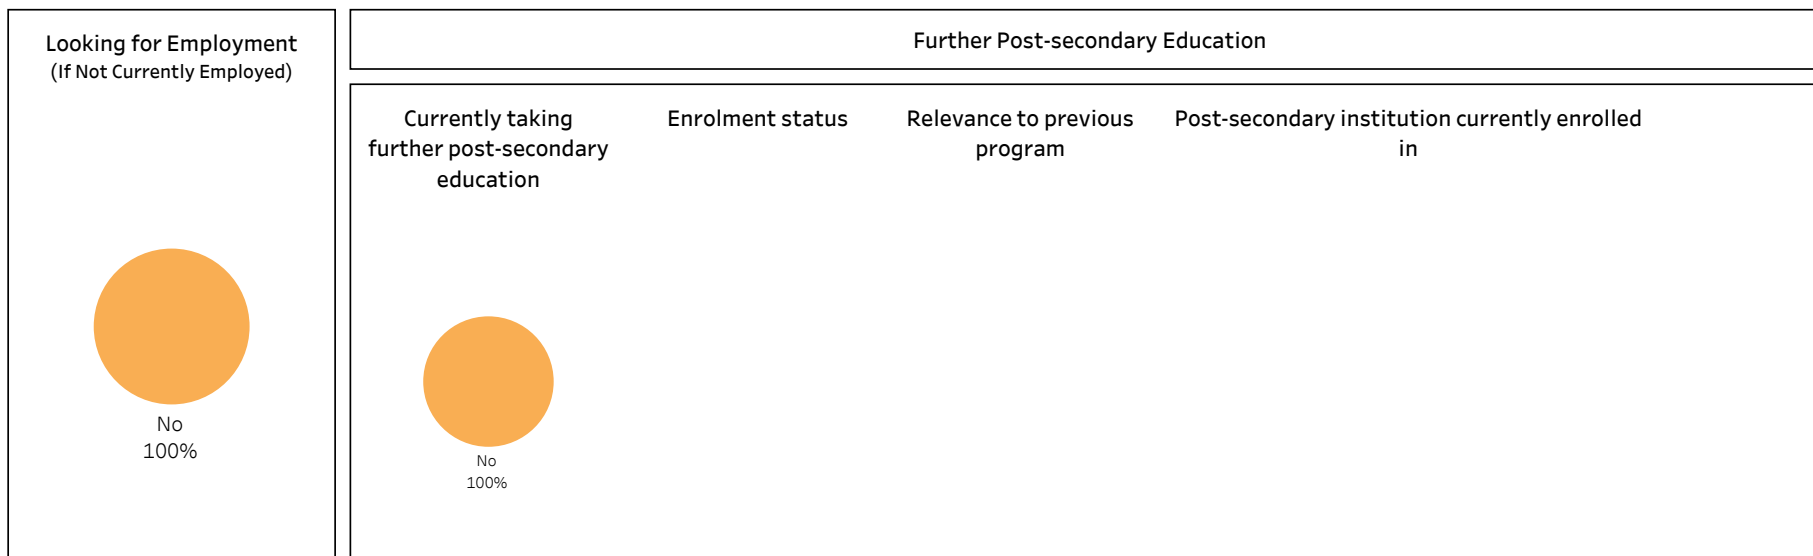 Looking for Employment
(If Not Currently Employed)
No
100%
Further Post-secondary Education
Currently taking
further post-secondary
education
No
100%
Enrolment status
Relevance to previous
program
Post-secondary institution currently enrolled
in